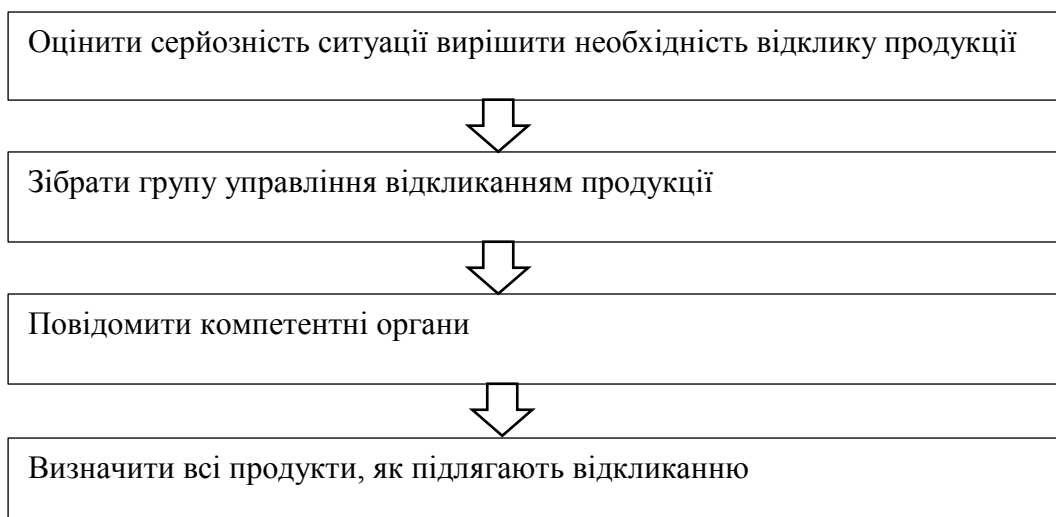 Оцінити серйозність ситуації вирішити необхідність відклику продукції
Зібрати групу управління відкликанням продукції
Повідомити компетентні органи
Визначити всі продукти, як підлягають відкликанню